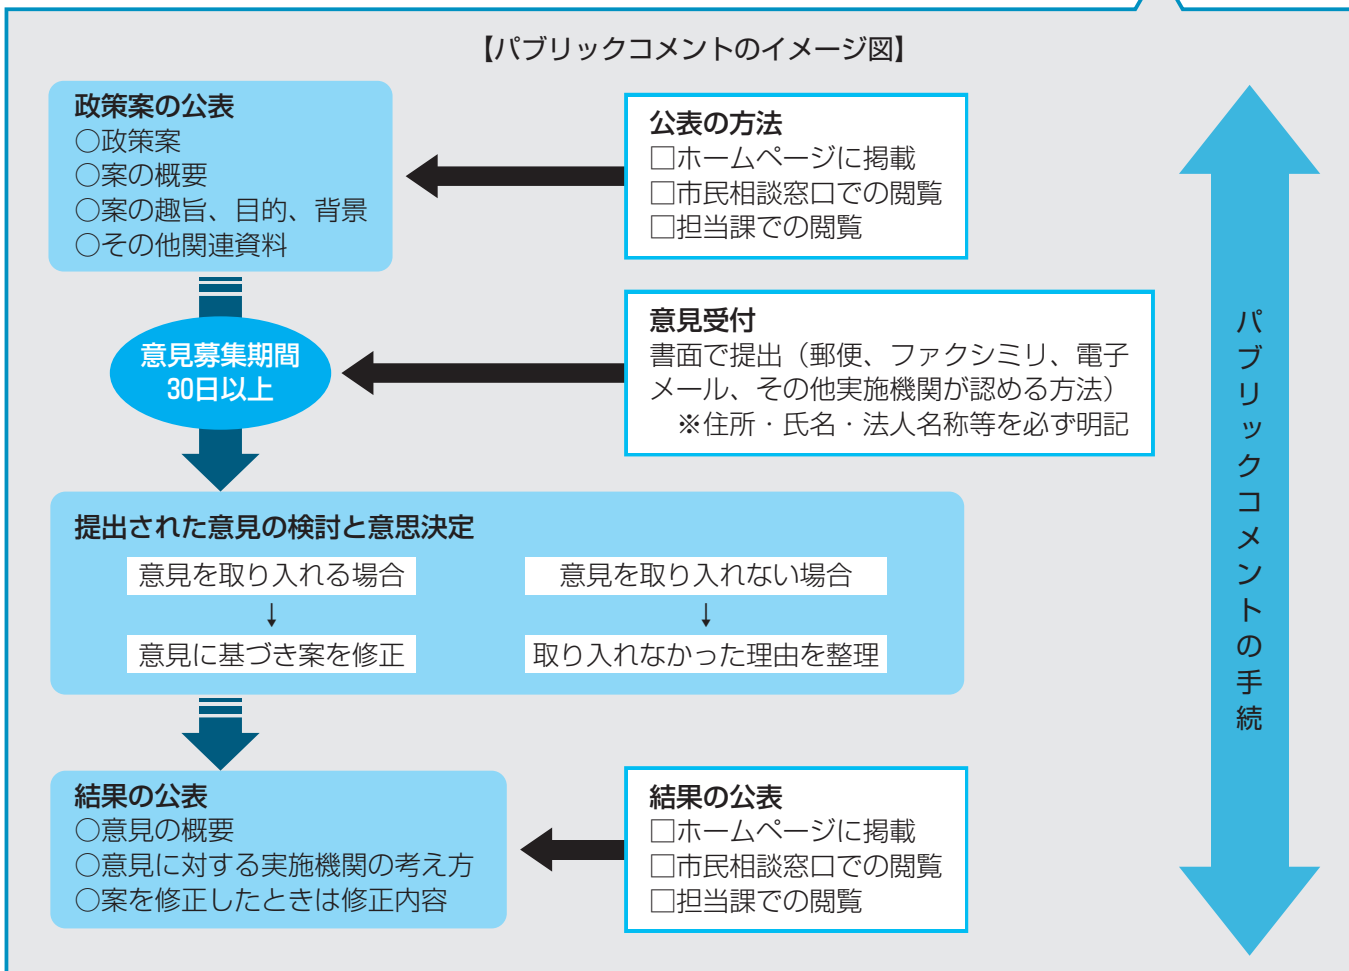 【パブリックコメントのイメージ図】
政策案の公表
○政策案
○案の概要
○案の趣旨、目的、背景
○その他関連資料
公表の方法
□ホームページに掲載
□市民相談窓口での閲覧
□担当課での閲覧
意見募集期間
30日以上
意見受付
書面で提出（郵便、ファクシミリ、電子
メール、その他実施機関が認める方法）
※住所・氏名・法人名称等を必ず明記
提出された意見の検討と意思決定
意見を取り入れる場合
↓
意見に基づき案を修正
意見を取り入れない場合
↓
取り入れなかった理由を整理
結果の公表
○意見の概要
○意見に対する実施機関の考え方
○案を修正したときは修正内容
結果の公表
□ホームページに掲載
□市民相談窓口での閲覧
□担当課での閲覧
パブリックコメントの手続